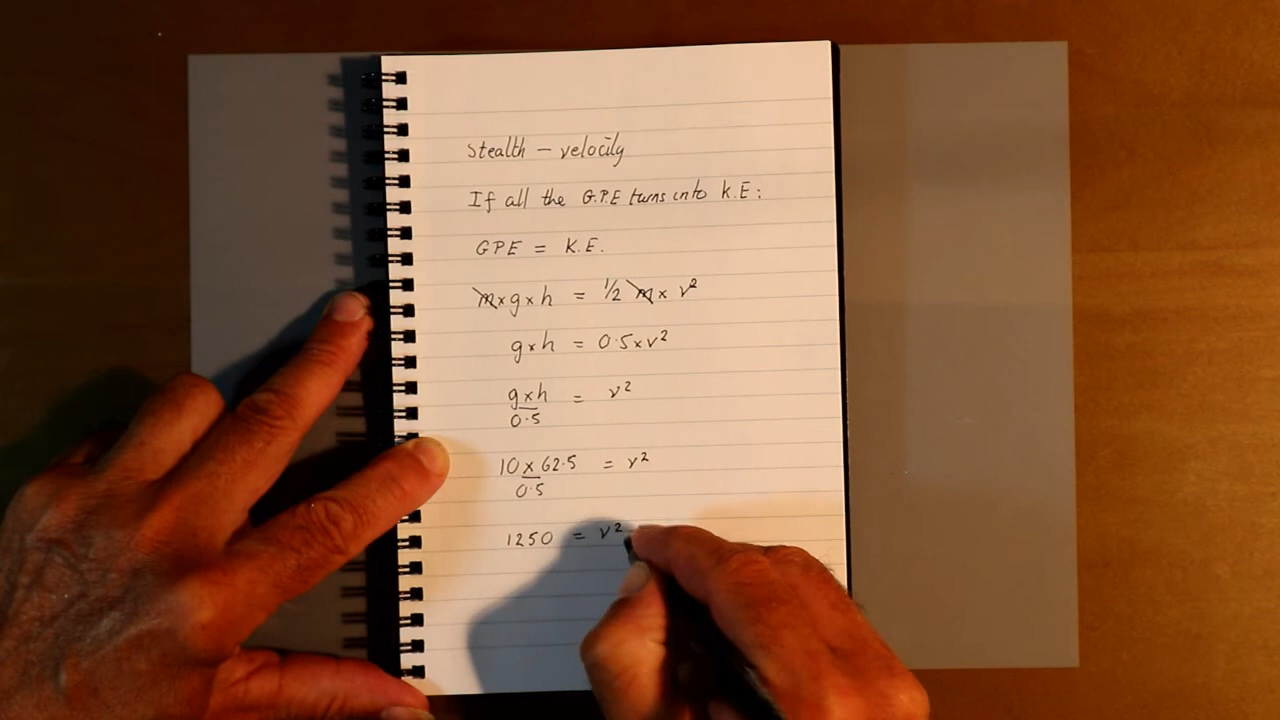 Stealth – velocity
If all the G.P.E turns into K.E:
GPE = K.E.
m×g×h = 1/2 m× v²
g×h = 0.5×v²
g×h = v²
0.5
10 × 62.5 = v²
0.5
1250 = v²